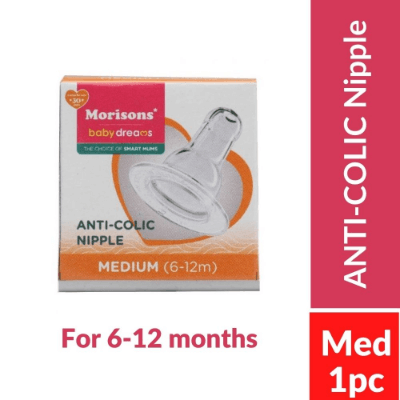 30+
Morisons*
baby dreams
THE CHOICE OF SMART MUMS
ANTI-COLIC
NIPPLE
MEDIUM (6-12m)
For 6-12 months
ANTI-COLIC Nipple
Med
1pc